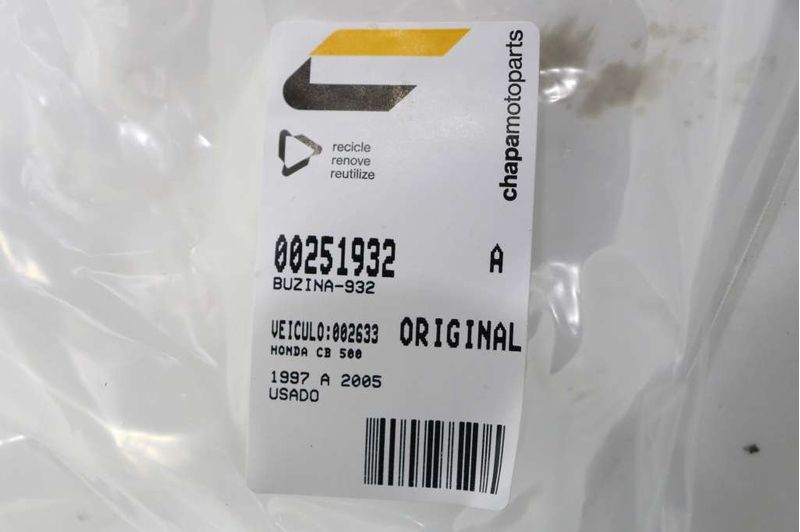 chapamotoparts
recicle
renove
reutilize
00251932 A
BUZINA-932
VEICULO:002633 ORIGINAL
HONDA CB 500
1997 A 2005
USADO